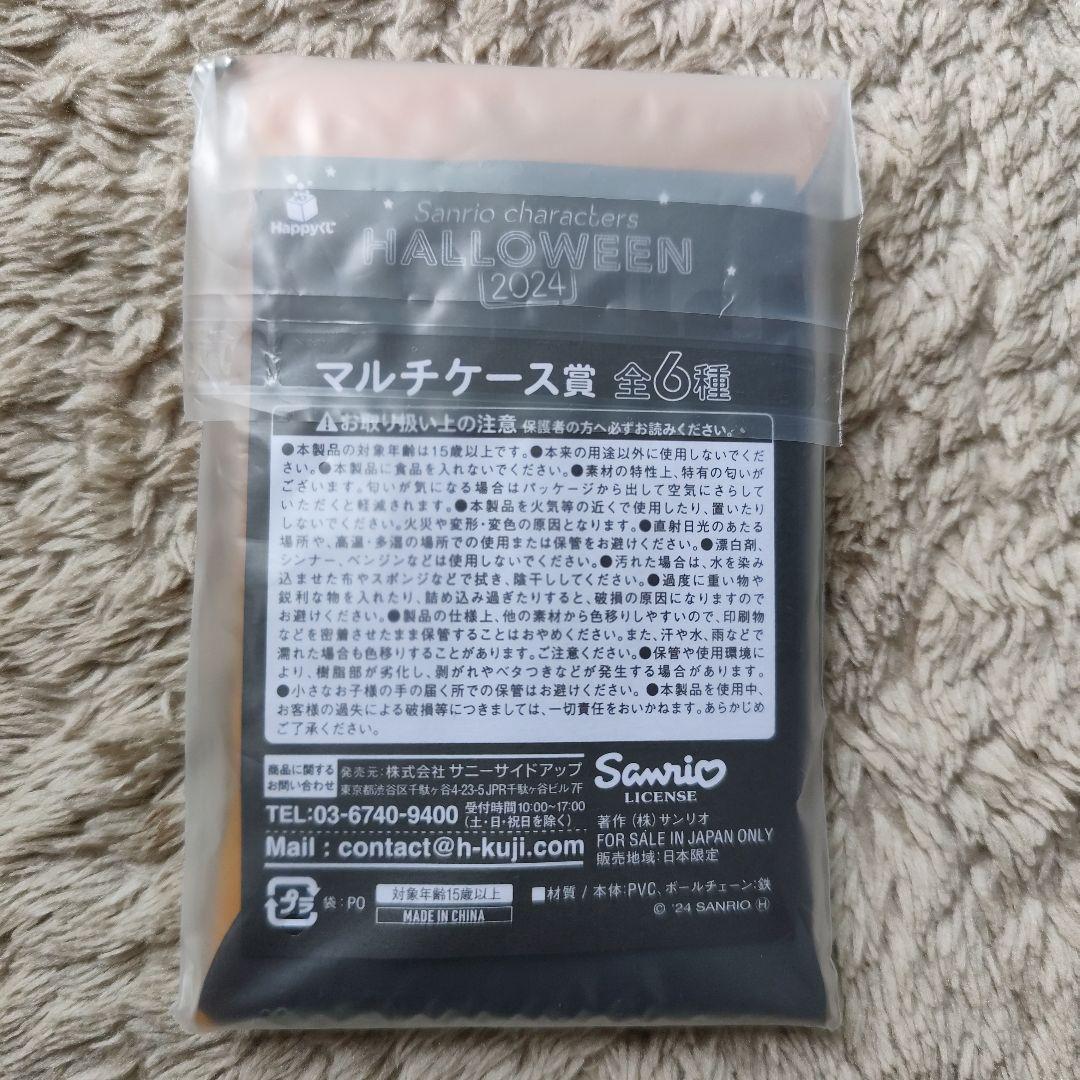 Happyくじ
Sanrio characters
HALLOWEEN
2024
マルチケース賞 全6種
⚠お取り扱い上の注意 保護者の方へ必ずお読みください。
●本製品の対象年齢は15歳以上です。●本来の用途以外に使用しないでくだ
さい。●本製品に食品を入れないでください。●素材の特性上、特有の匂いが
ございます。匂いが気になる場合はパッケージから出して空気にさらして
いただくと軽減されます。●本製品を火気等の近くで使用したり、置いたり
しないでください。火災や変形・変色の原因となります。●直射日光のあたる
場所や、高温・多湿の場所での使用または保管をお避けください。●漂白剤、
シンナー、ベンジンなどは使用しないでください。●汚れた場合は、水を染み
込ませた布やスポンジなどで拭き、陰干ししてください。●過度に重い物や
鋭利な物を入れたり、詰め込み過ぎたりすると、破損の原因になりますので
お避けください。●製品の仕様上、他の素材から色移りしやすいので、印刷物
などを密着させたまま保管することはおやめください。また、汗や水、雨などで
濡れた場合も色移りすることがあります。ご注意ください。●保管や使用環境に
より、樹脂部が劣化し、剥がれやベタつきなどが発生する場合があります。
●小さなお子様の手の届く所での保管はお避けください。●本製品を使用中、
お客様の過失による破損等につきましては、一切責任をおいかねます。あらかじめ
ご了承ください。
商品に関する
お問い合わせ
発売元:株式会社 サニーサイドアップ
東京都渋谷区千駄ヶ谷4-23-5 JPR千駄ヶ谷ビル 7F
TEL:03-6740-9400 受付時間10:00~17:00
(土・日・祝日を除く)
Mail : contact@h-kuji.com
Sanrio
LICENSE
著作(株)サンリオ
FOR SALE IN JAPAN ONLY
販売地域:日本限定
プラ
袋:PO
対象年齢15歳以上
MADE IN CHINA
■材質 / 本体:PVC、ボールチェーン:鉄
© '24 SANRIO Ⓗ